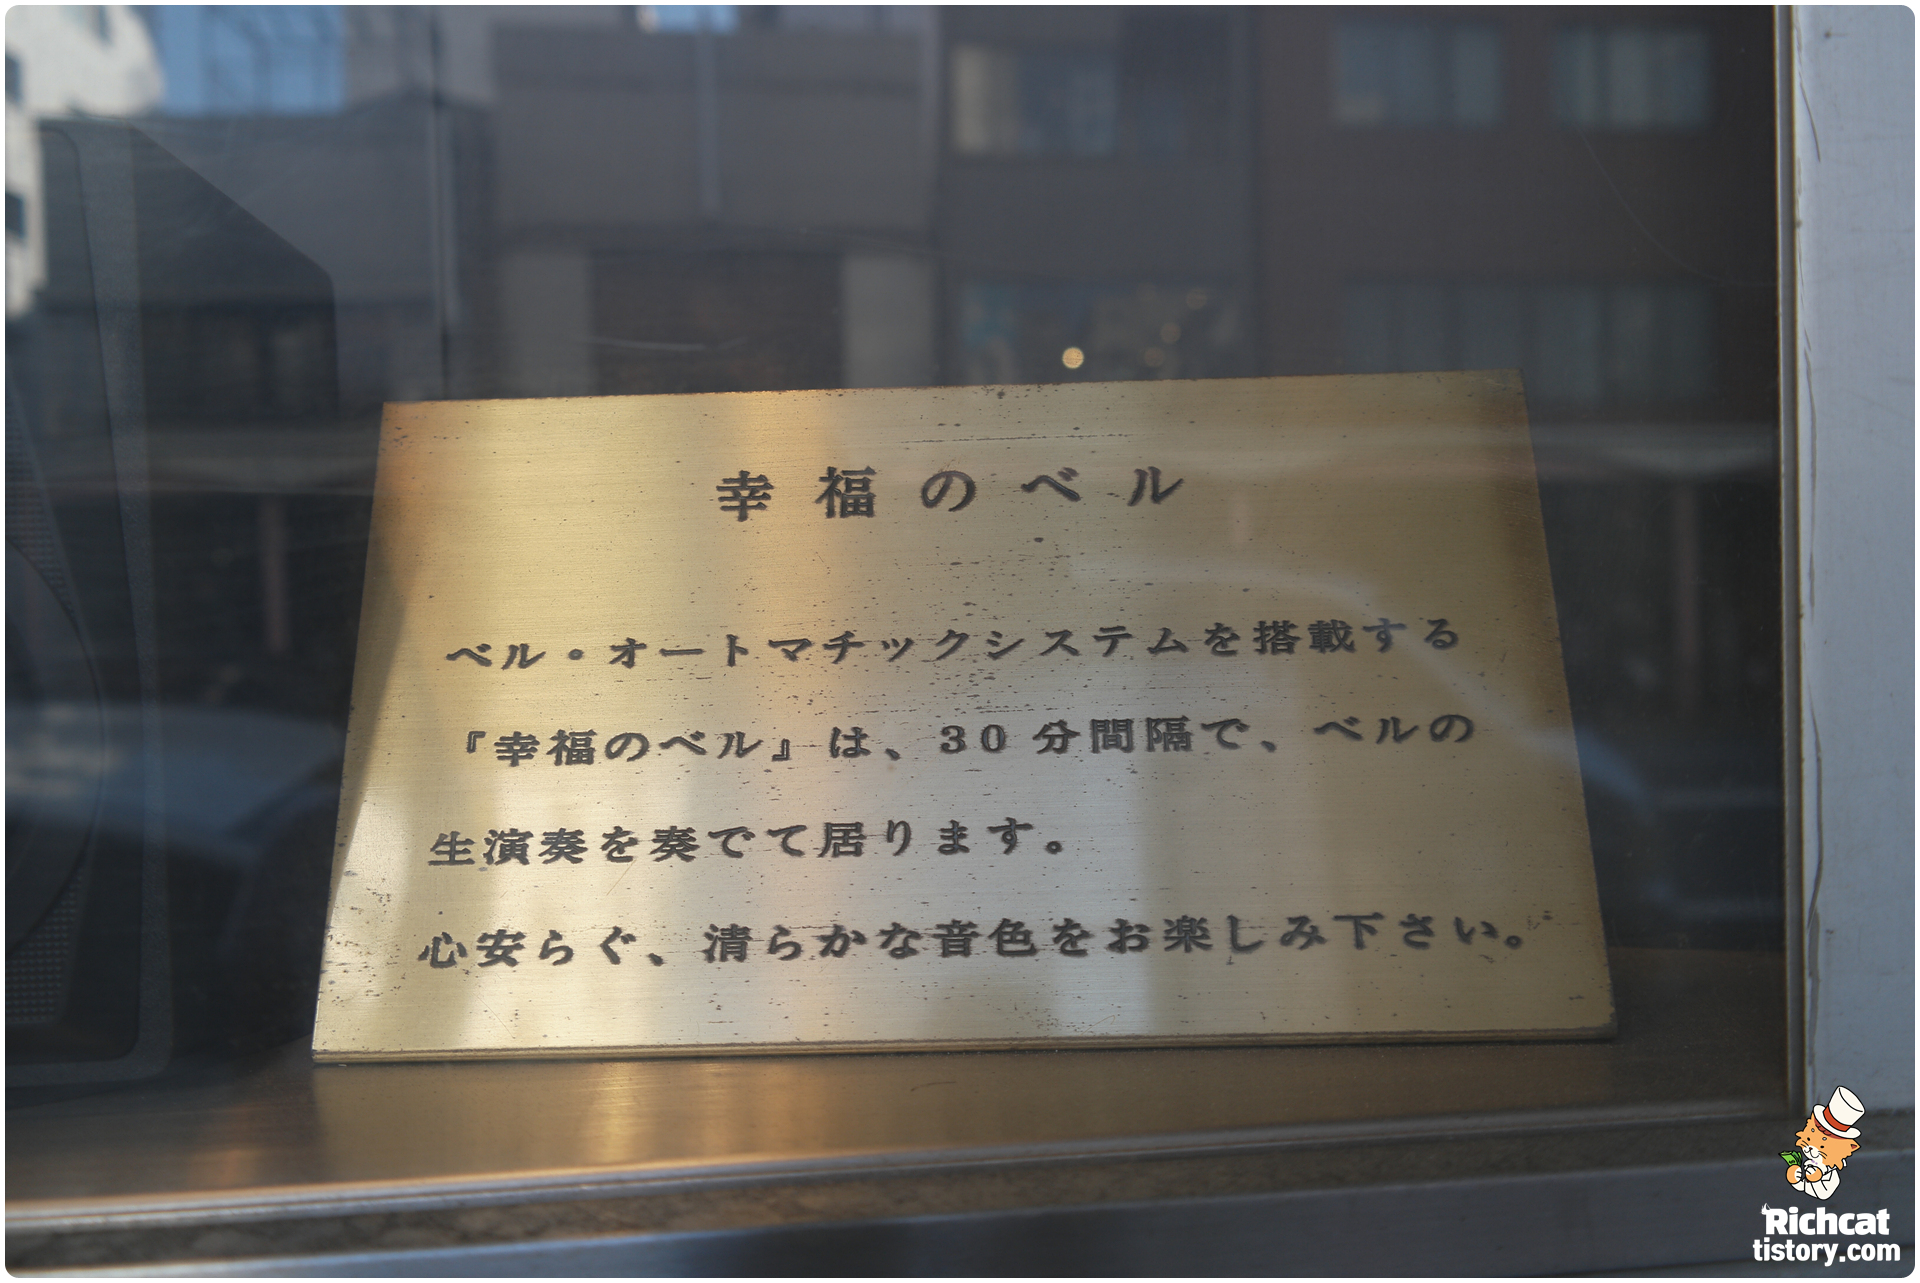 幸福のベル
ベル・オートマチックシステムを搭載する
『幸福のベル』は、30分間隔で、ベルの
生演奏を奏でて居ります。
心安らぐ、清らかな音色をお楽しみ下さい。
Richcat
tistory.com